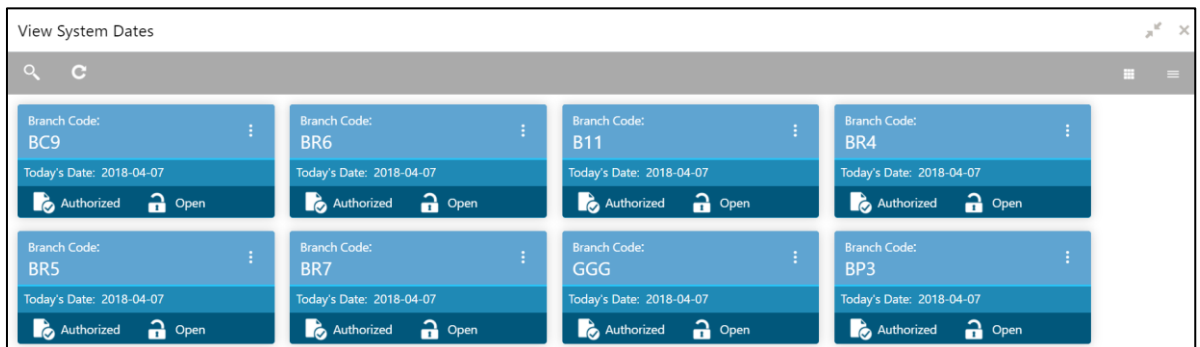 View System Dates
Branch Code: Branch Code: Branch Code: Branch Code:
BC9 BR6 B11 BR4
Today's Date: 2018-04-07 Today's Date: 2018-04-07 Today's Date: 2018-04-07 Today's Date: 2018-04-07
Authorized Open Authorized Open Authorized Open Authorized Open
Branch Code: Branch Code: Branch Code: Branch Code:
BR5 BR7 GGG BP3
Today's Date: 2018-04-07 Today's Date: 2018-04-07 Today's Date: 2018-04-07 Today's Date: 2018-04-07
Authorized Open Authorized Open Authorized Open Authorized Open